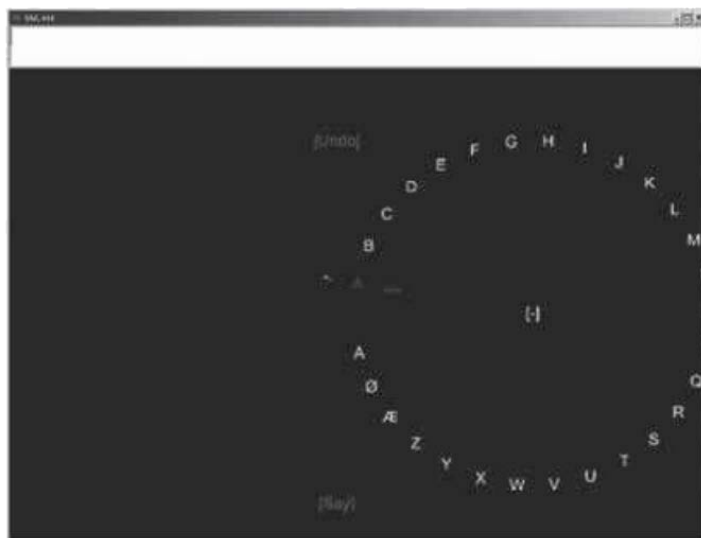 [Undo]
B C D E F G H I J K L M
[-]
Q R S T U V W X Y Z Æ Ø A
[Say]